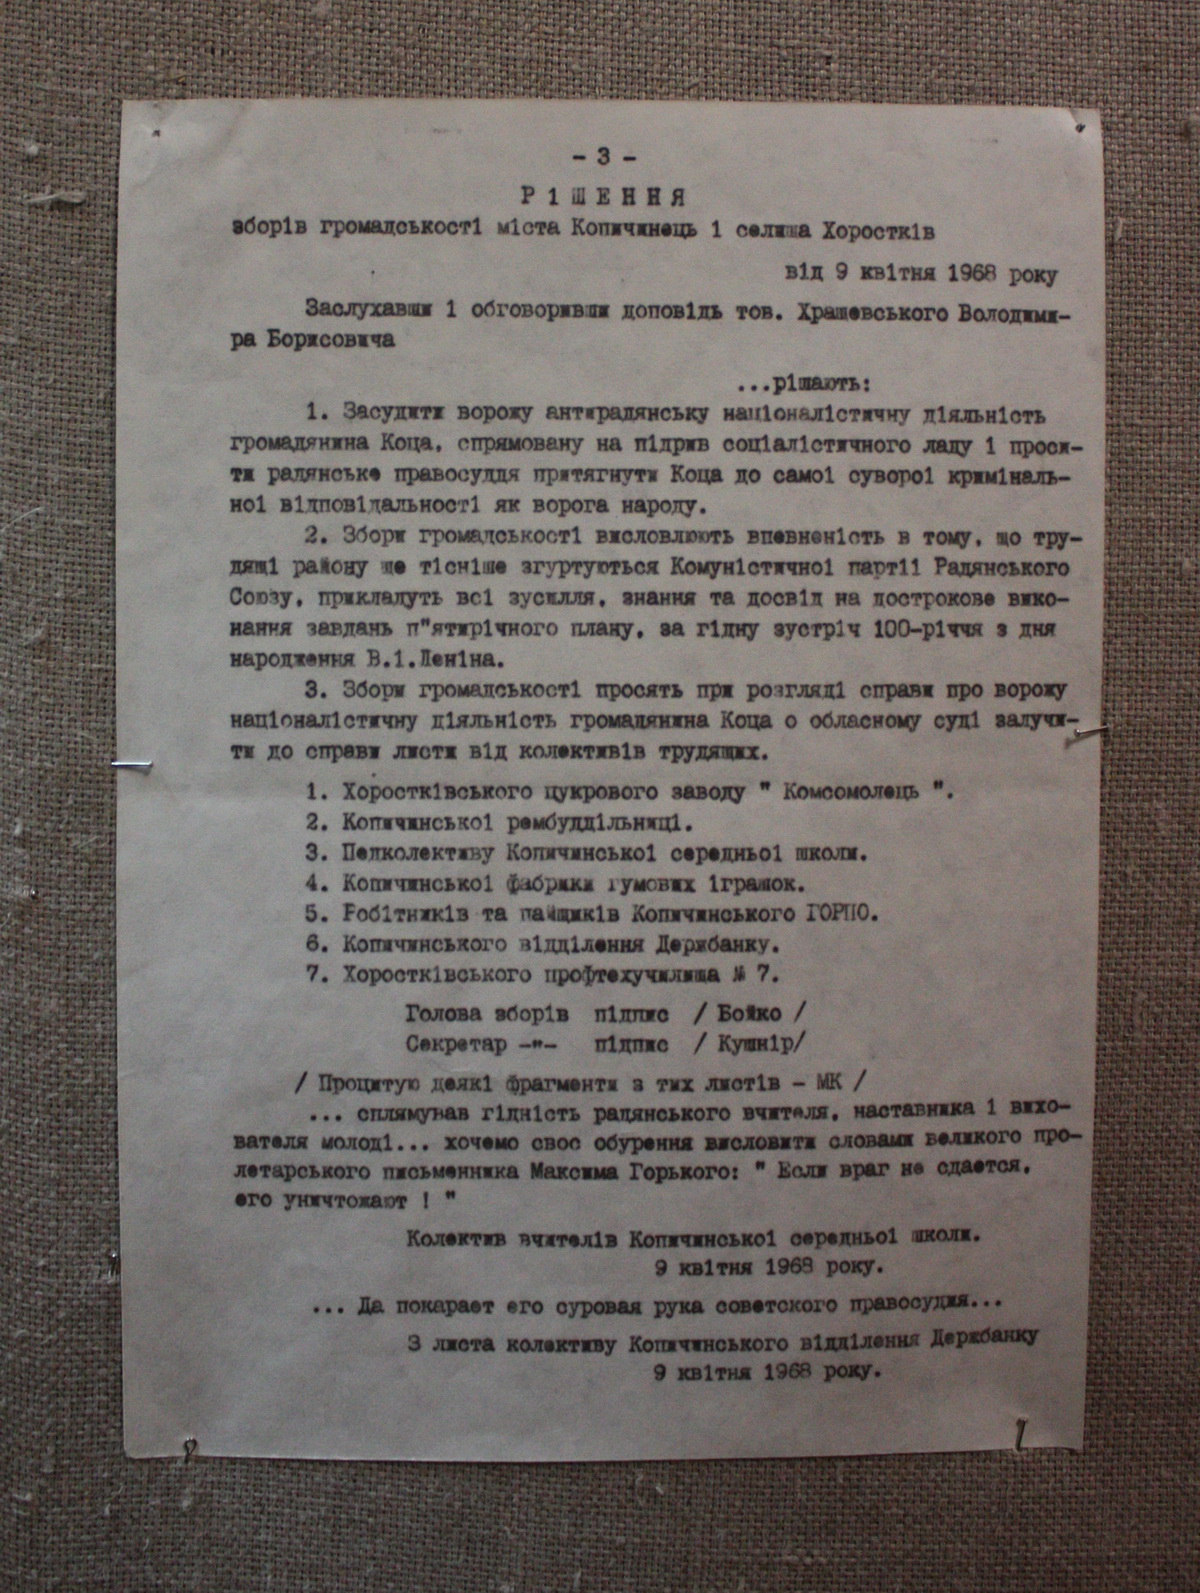 - 3 -
РІШЕННЯ
зборів громадськості міста Копичинець і селища Хоростків
від 9 квітня 1968 року
Заслухавши і обговоривши доповідь тов. Храшевського Володими-
ра Борисовича
...рішають:
1. Засудити ворожу антирадянську націоналістичну діяльність
громадянина Коца, спрямовану на підрив соціалістичного ладу і проси-
ти радянське правосуддя притягнути Коца до самої суворої криміналь-
ної відповідальності як ворога народу.
2. Збори громадськості висловлюють впевненість в тому, що тру-
дящі району ще тісніше згуртуються Комуністичної партії Радянського
Союзу, прикладуть всі зусилля, знання та досвід на дострокове вико-
нання завдань п"ятирічного плану, за гідну зустріч 100-річчя з дня
народження В.І.Леніна.
3. Збори громадськості просять при розгляді справи про ворожу
націоналістичну діяльність громадянина Коца о обласному суді залучи-
ти до справи листи від колективів трудящих.
1. Хоростківського цукрового заводу " Комсомолець ".
2. Копичинської рембуддільниці.
3. Педколективу Копичинської середньої школи.
4. Копичинської фабрики гумових іграшок.
5. Робітників та пайщиків Копичинського ГОРПО.
6. Копичинського відділення Держбанку.
7. Хоростківського профтехучилища № 7.
Голова зборів підпис / Бойко /
Секретар -"- підпис / Кушнір/
/ Процитую деякі фрагменти з тих листів - МК /
... сплямував гідність радянського вчителя, наставника і вихо-
вателя молоді... хочемо своє обурення висловити словами великого про-
летарського письменника Максима Горького: " Если враг не сдается,
его уничтожают ! "
Колектив вчителів Копичинської середньої школи.
9 квітня 1968 року.
... Да покарает его суровая рука советского правосудия...
З листа колективу Копичинського відділення Держбанку
9 квітня 1968 року.